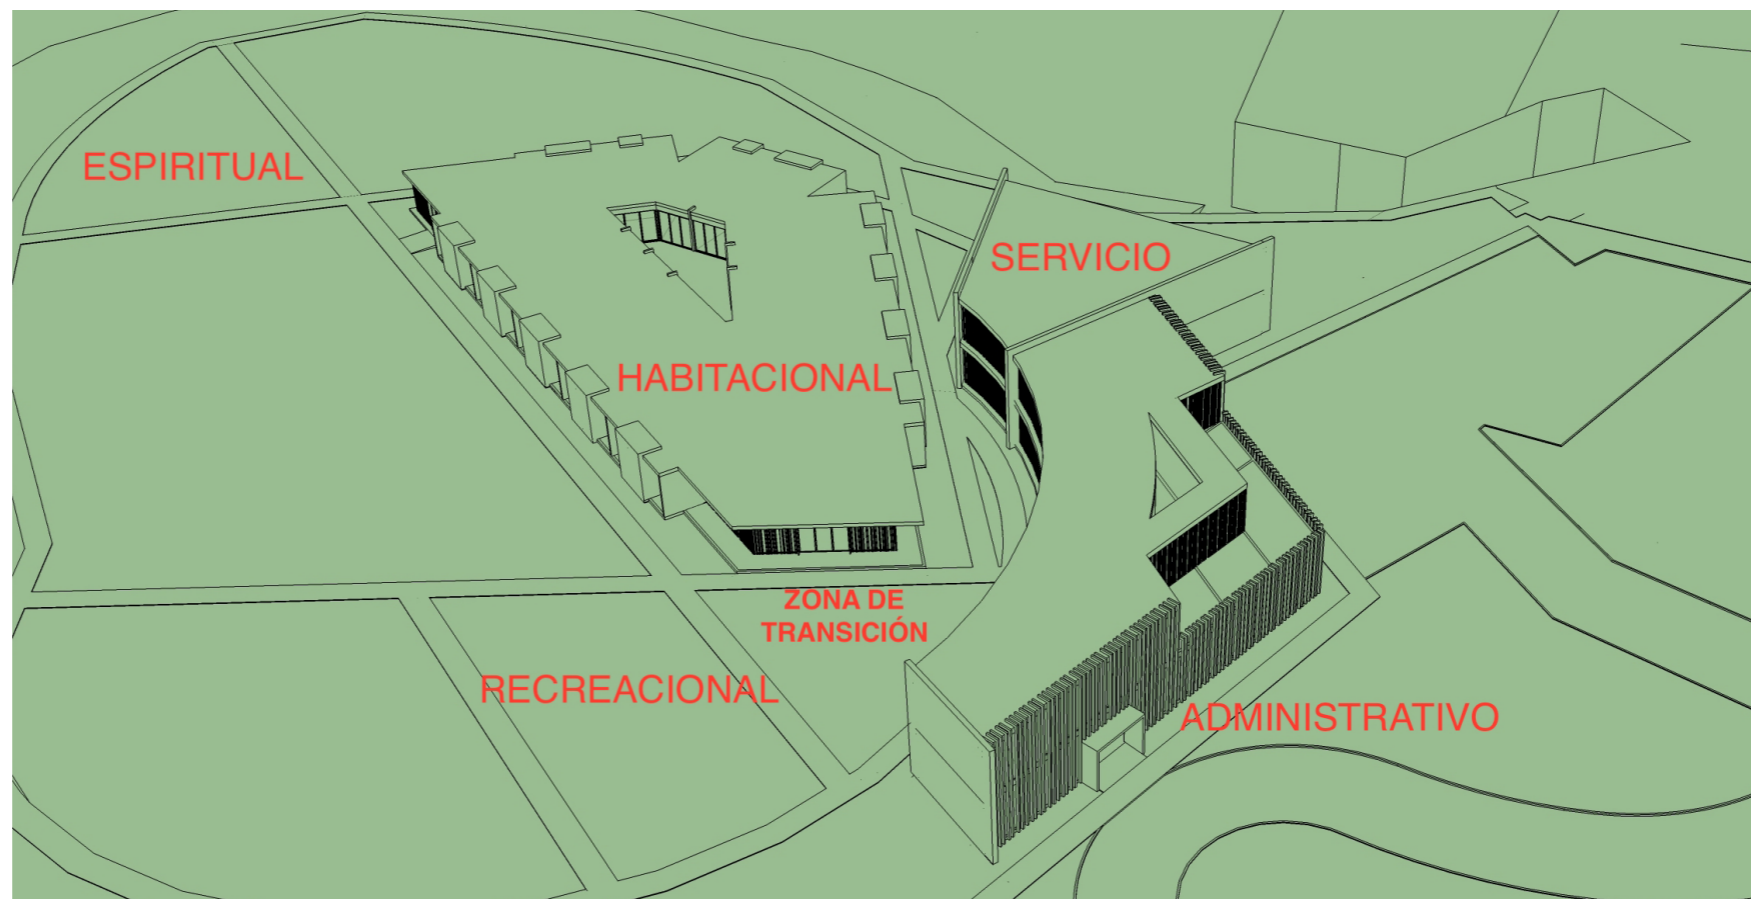 ESPIRITUAL
SERVICIO
HABITACIONAL
ZONA DE
TRANSICIÓN
RECREACIONAL
ADMINISTRATIVO